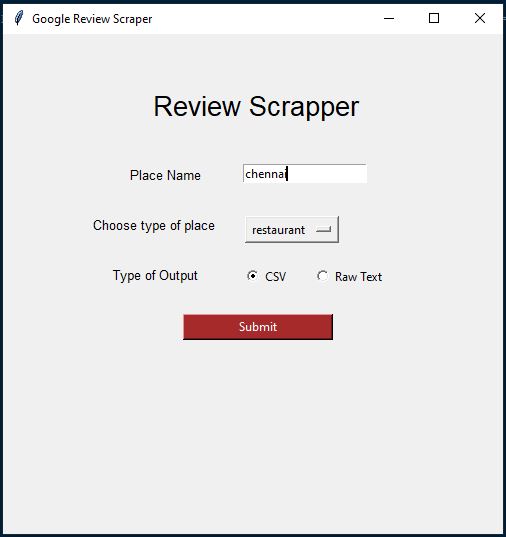 Google Review Scraper
Review Scrapper
Place Name chennai
Choose type of place restaurant
Type of Output CSV Raw Text
Submit